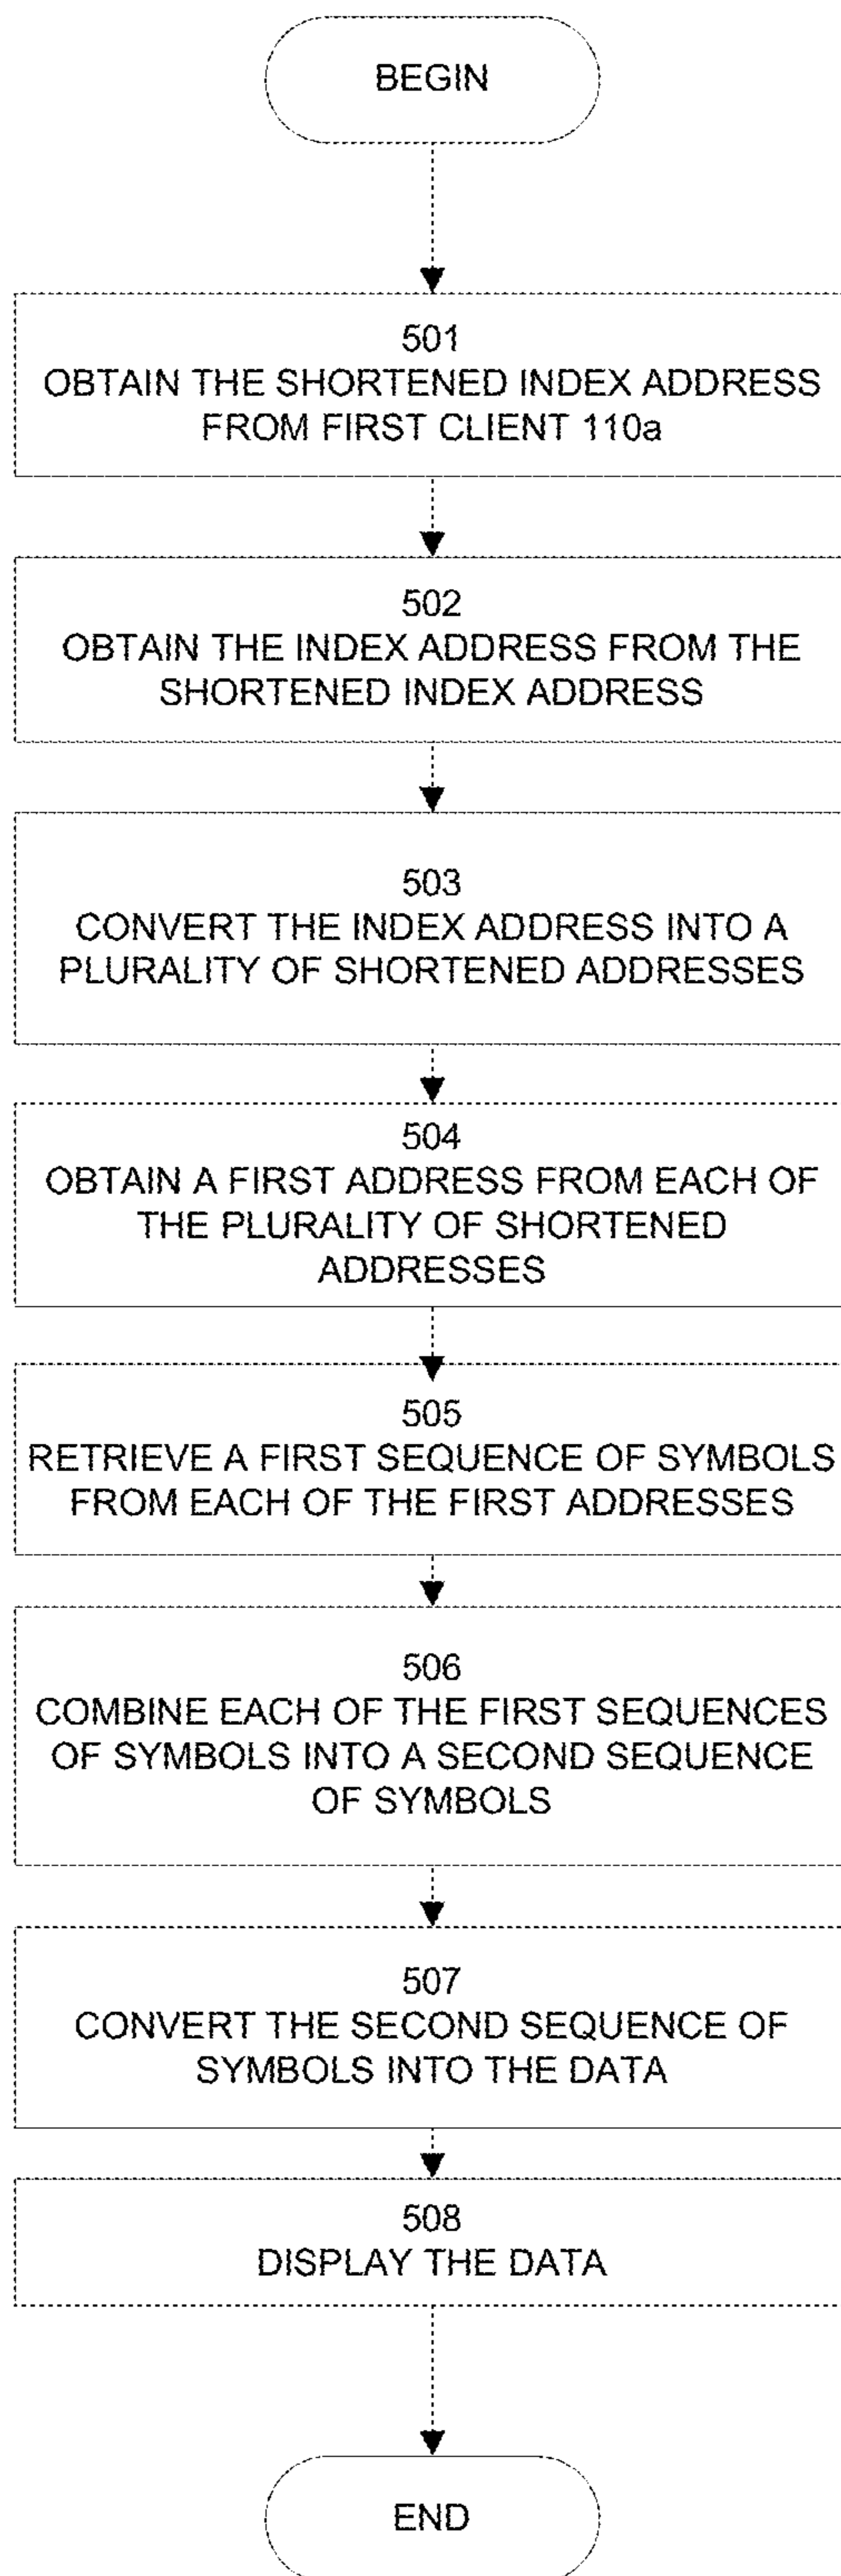 BEGIN
501
OBTAIN THE SHORTENED INDEX ADDRESS
FROM FIRST CLIENT 110a
502
OBTAIN THE INDEX ADDRESS FROM THE
SHORTENED INDEX ADDRESS
503
CONVERT THE INDEX ADDRESS INTO A
PLURALITY OF SHORTENED ADDRESSES
504
OBTAIN A FIRST ADDRESS FROM EACH OF
THE PLURALITY OF SHORTENED
ADDRESSES
505
RETRIEVE A FIRST SEQUENCE OF SYMBOLS
FROM EACH OF THE FIRST ADDRESSES
506
COMBINE EACH OF THE FIRST SEQUENCES
OF SYMBOLS INTO A SECOND SEQUENCE
OF SYMBOLS
507
CONVERT THE SECOND SEQUENCE OF
SYMBOLS INTO THE DATA
508
DISPLAY THE DATA
END